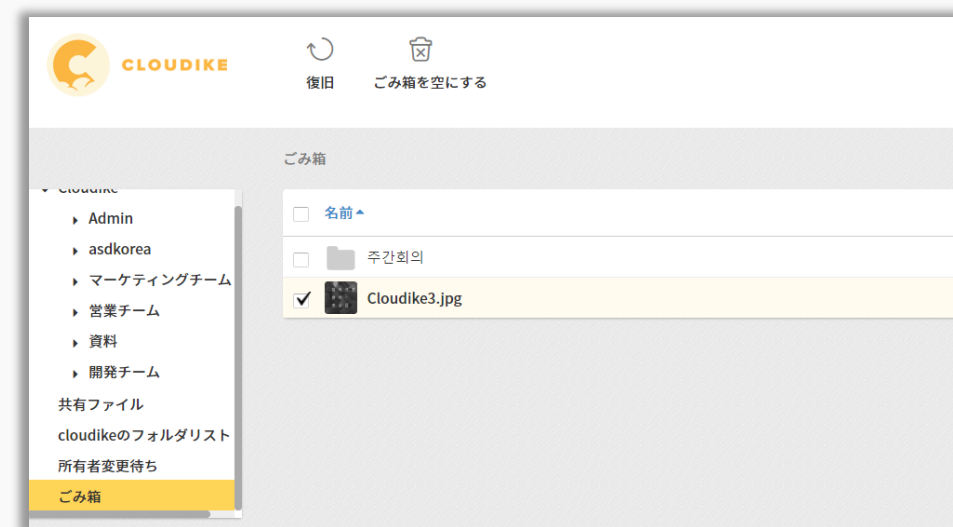 CLOUDIKE
復旧
ごみ箱を空にする
ごみ箱
Cloudike
名前
Admin
asdkorea
주간회의
マーケティングチーム
Cloudike3.jpg
営業チーム
資料
開発チーム
共有ファイル
cloudikeのフォルダリスト
所有者変更待ち
ごみ箱